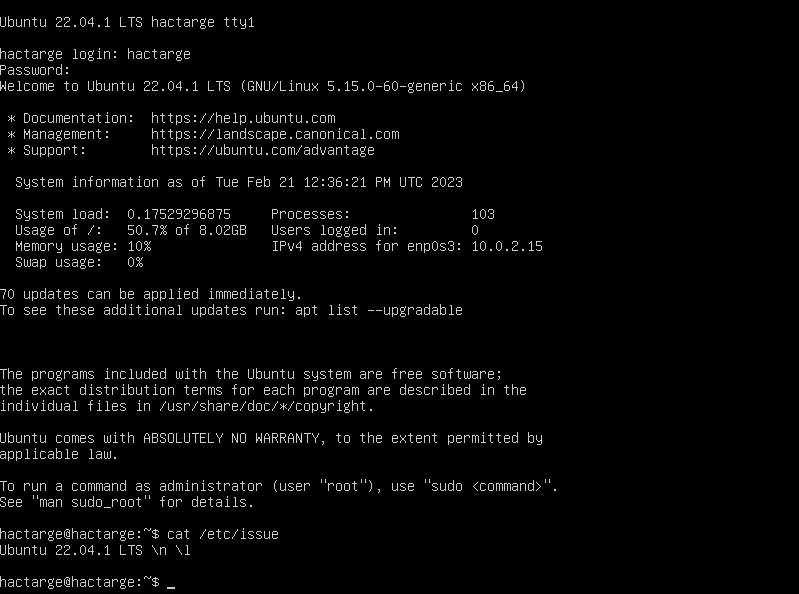 Ubuntu 22.04.1 LTS hactarge tty1
hactarge login: hactarge
Password:
Welcome to Ubuntu 22.04.1 LTS (GNU/Linux 5.15.0-60-generic x86_64)
* Documentation:  https://help.ubuntu.com
* Management:     https://landscape.canonical.com
* Support:        https://ubuntu.com/advantage
System information as of Tue Feb 21 12:36:21 PM UTC 2023
System load:  0.17529296875     Processes:               103
Usage of /:   50.7% of 8.02GB   Users logged in:         0
Memory usage: 10%               IPv4 address for enp0s3: 10.0.2.15
Swap usage:   0%
70 updates can be applied immediately.
To see these additional updates run: apt list --upgradable
The programs included with the Ubuntu system are free software;
the exact distribution terms for each program are described in the
individual files in /usr/share/doc/*/copyright.
Ubuntu comes with ABSOLUTELY NO WARRANTY, to the extent permitted by
applicable law.
To run a command as administrator (user "root"), use "sudo <command>".
See "man sudo_root" for details.
hactarge@hactarge:~$ cat /etc/issue
Ubuntu 22.04.1 LTS \n \l
hactarge@hactarge:~$ _